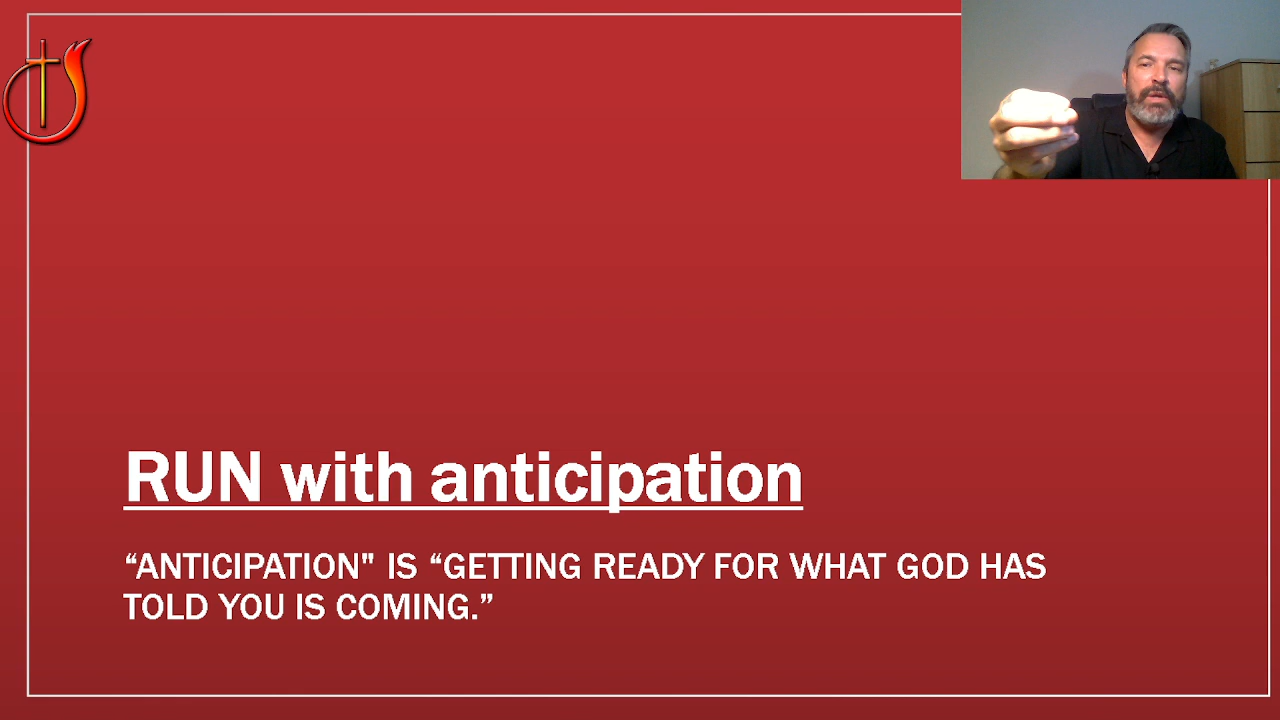 RUN with anticipation
“ANTICIPATION" IS “GETTING READY FOR WHAT GOD HAS
TOLD YOU IS COMING.”